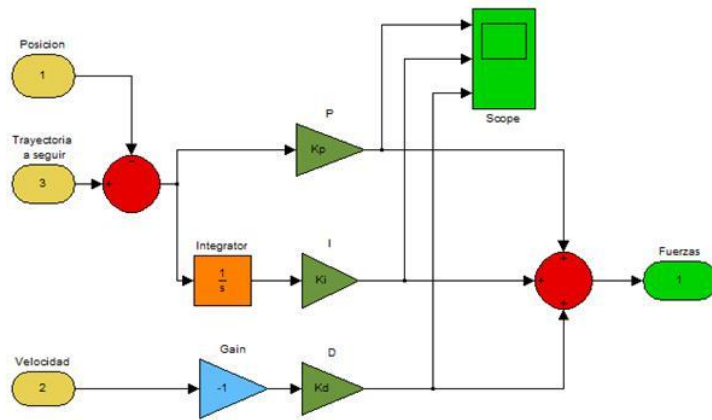 Posicion
1
Trayectoria
a seguir
3
-
+
P
Kp
Scope
Integrator
1
s
I
Ki
+
+
+
Fuerzas
1
Velocidad
2
Gain
-1
D
Kd